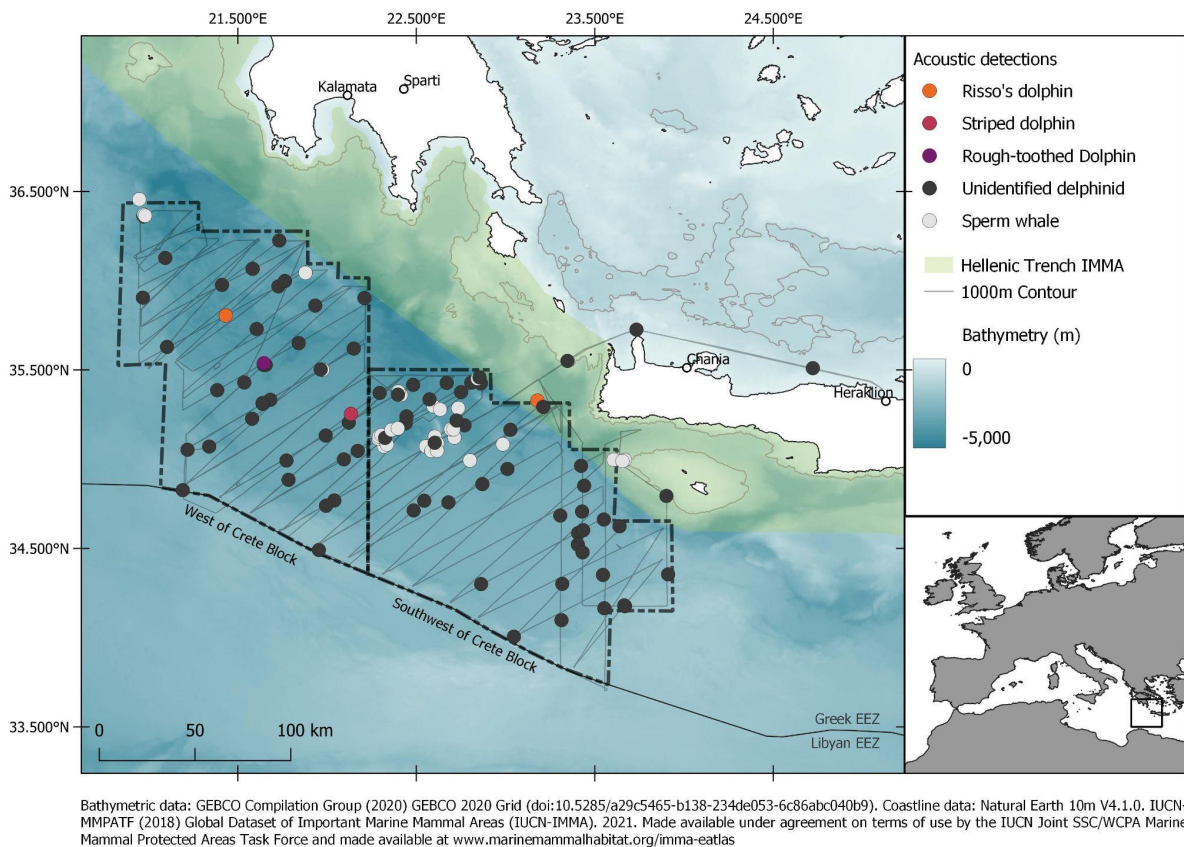 21.500°E
22.500°E
23.500°E
24.500°E
36.500°N
35.500°N
34.500°N
33.500°N
Kalamata
Sparti
Chania
Heraklion
West of Crete Block
Southwest of Crete Block
Greek EEZ
Libyan EEZ
0 50 100 km
Acoustic detections
Risso's dolphin
Striped dolphin
Rough-toothed Dolphin
Unidentified delphinid
Sperm whale
Hellenic Trench IMMA
1000m Contour
Bathymetry (m)
0
-5,000
Bathymetric data: GEBCO Compilation Group (2020) GEBCO 2020 Grid (doi:10.5285/a29c5465-b138-234de053-6c86abc040b9). Coastline data: Natural Earth 10m V4.1.0. IUCN-
MMPATF (2018) Global Dataset of Important Marine Mammal Areas (IUCN-IMMA). 2021. Made available under agreement on terms of use by the IUCN Joint SSC/WCPA Marine
Mammal Protected Areas Task Force and made available at www.marinemammalhabitat.org/imma-eatlas